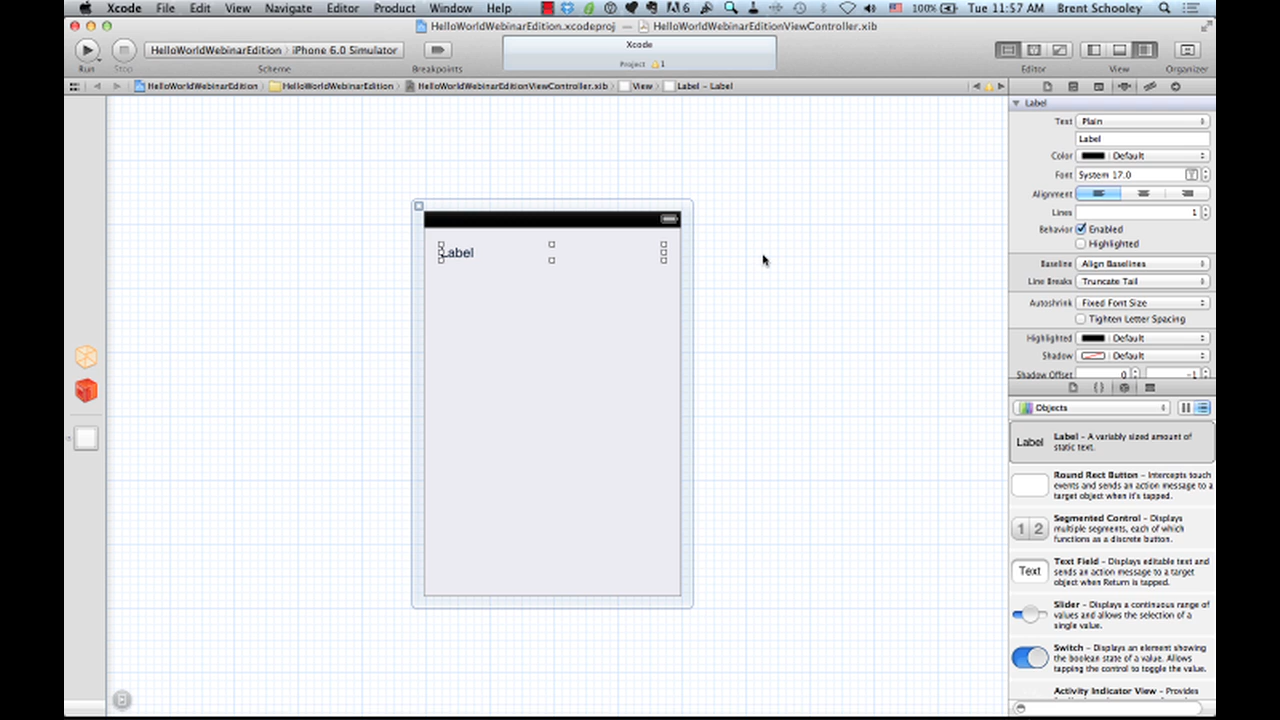 Xcode File Edit View Navigate Editor Product Window Help 6 100% Tue 11:57 AM Brent Schooley
HelloWorldWebinarEdition.xcodeproj — HelloWorldWebinarEditionViewController.xib
HelloWorldWebinarEdition iPhone 6.0 Simulator
Xcode
Project 1
Run Stop Scheme Breakpoints Editor View Organizer
HelloWorldWebinarEdition HelloWorldWebinarEdition HelloWorldWebinarEditionViewController.xib View Label - Label
Label
Text Plain
Label
Color Default
Font System 17.0
Alignment
Lines 1
Behavior Enabled
Highlighted
Baseline Align Baselines
Line Breaks Truncate Tail
Autoshrink Fixed Font Size
Tighten Letter Spacing
Highlighted Default
Shadow Default
Shadow Offset 0 -1
Label
Objects
Label
Label - A variably sized amount of
static text.
Round Rect Button - Intercepts touch
events and sends an action message to a
target object when it's tapped.
1 2
Segmented Control - Displays
multiple segments, each of which
functions as a discrete button.
Text
Text Field - Displays editable text and
sends an action message to a target
object when Return is tapped.
Slider - Displays a continuous range of
values and allows the selection of a
single value.
Switch - Displays an element showing
the boolean state of a value. Allows
tapping the control to toggle the value.
Activity Indicator View - Provides